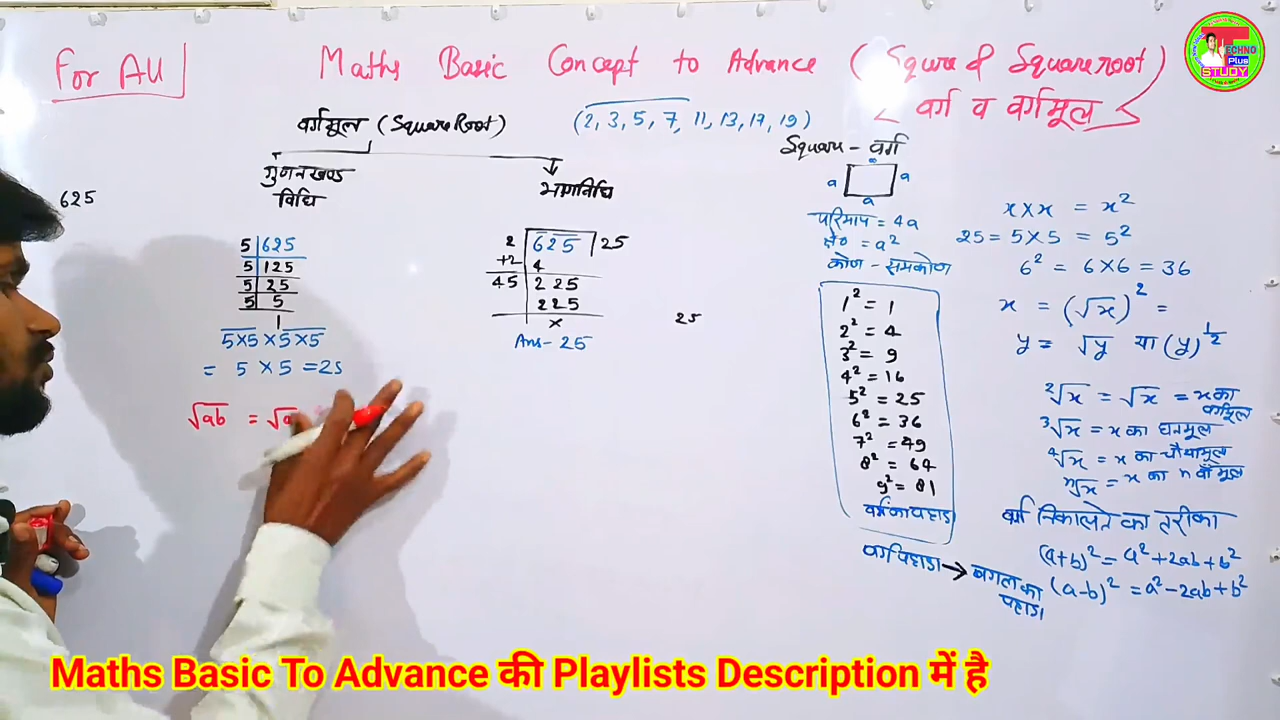 For All
Maths Basic Concept to Advance (Squre & Square root)
< वर्ग व वर्गमूल >
TECHNO
Plus
STUDY
वर्गमूल (Square Root)
(2, 3, 5, 7, 11, 13, 17, 19)
गुणनखण्ड
विधि
भागविधि
625
5 | 625
5 | 125
5 | 25
5 | 5
1
5×5 × 5×5
= 5 × 5 = 25
√ab = √a
2 | 625 | 25
+2 | 4
45 | 225
225
×
Ans- 25
25
Square - वर्ग
a
a a
a
परिमाप = 4a
क्षे० = a²
कोण - समकोण
1² = 1
2² = 4
3² = 9
4² = 16
5² = 25
6² = 36
7² = 49
8² = 64
9² = 81
वर्ग का पहाड़ा
वर्ग पहाड़ा → बगल का
पहाड़ा
x × x = x²
25 = 5×5 = 5²
6² = 6×6 = 36
x = (√x)² =
y = √y या (y)^½
²√x = √x = x का
वर्गमूल
³√x = x का घनमूल
⁴√x = x का चौथामूल
ⁿ√x = x का n वाँ मूल
वर्ग निकालने का तरीका
(a+b)² = a²+2ab+b²
(a-b)² = a²-2ab+b²
Maths Basic To Advance की Playlists Description में है